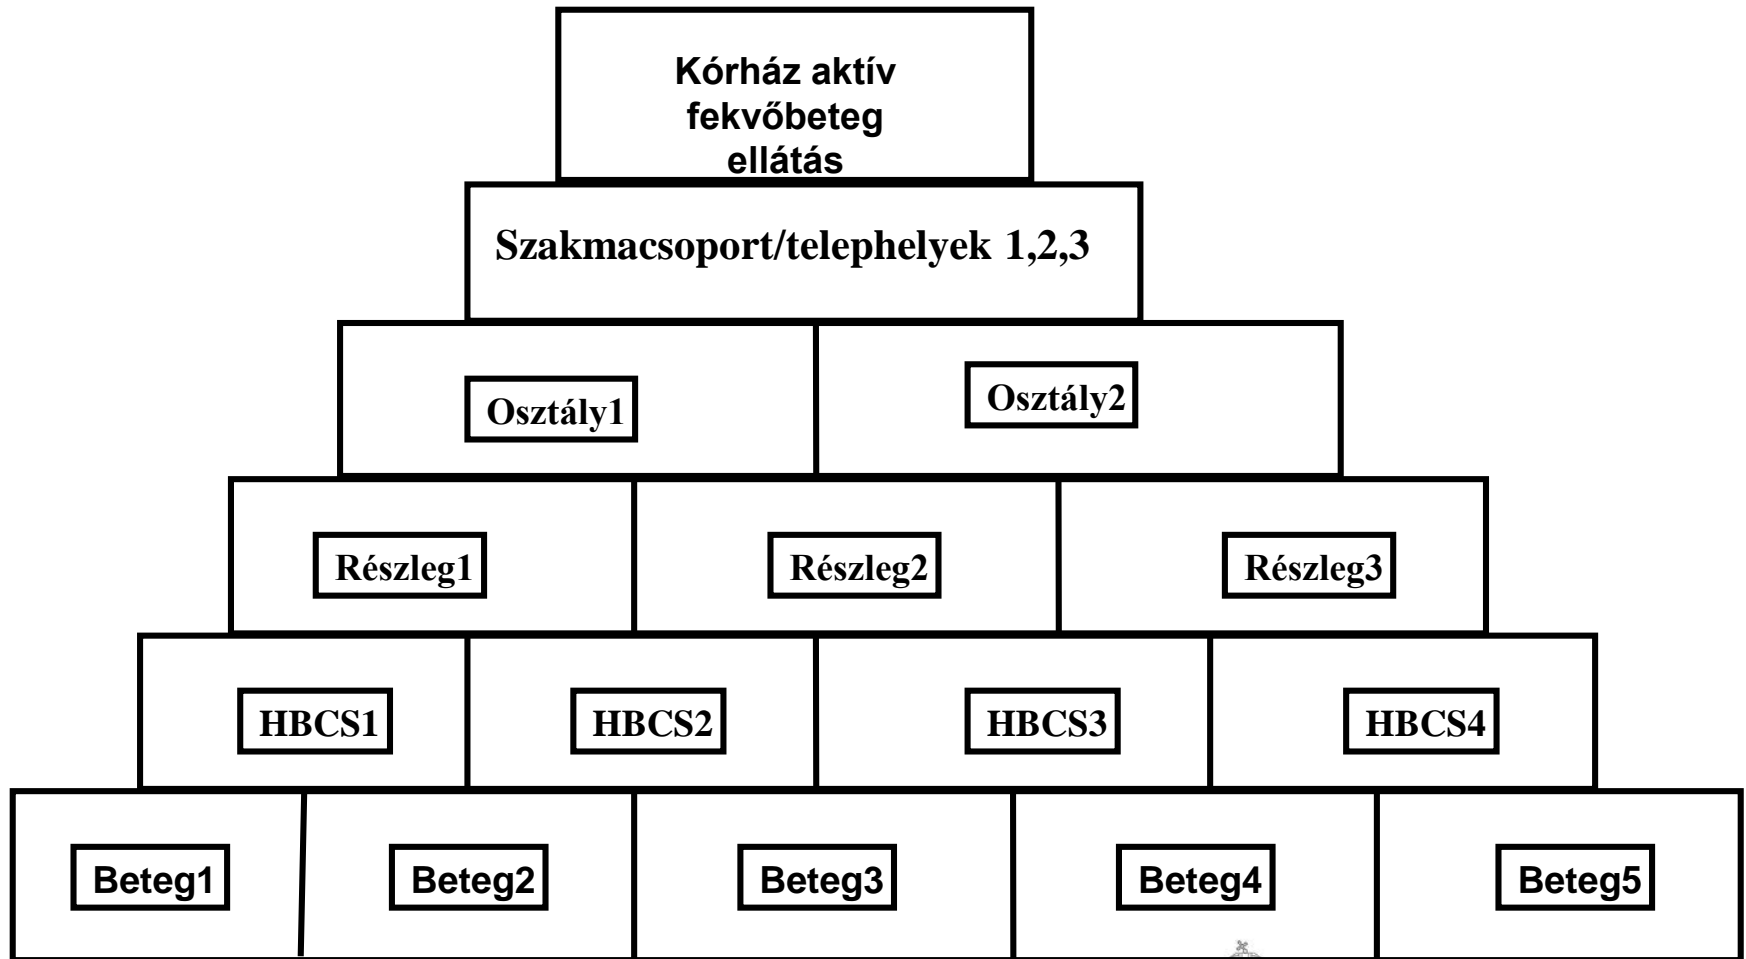 Kórház aktív
fekvőbeteg
ellátás
Szakmacsoport/telephelyek 1,2,3
Osztály1
Osztály2
Részleg1
Részleg2
Részleg3
HBCS1
HBCS2
HBCS3
HBCS4
Beteg1
Beteg2
Beteg3
Beteg4
Beteg5